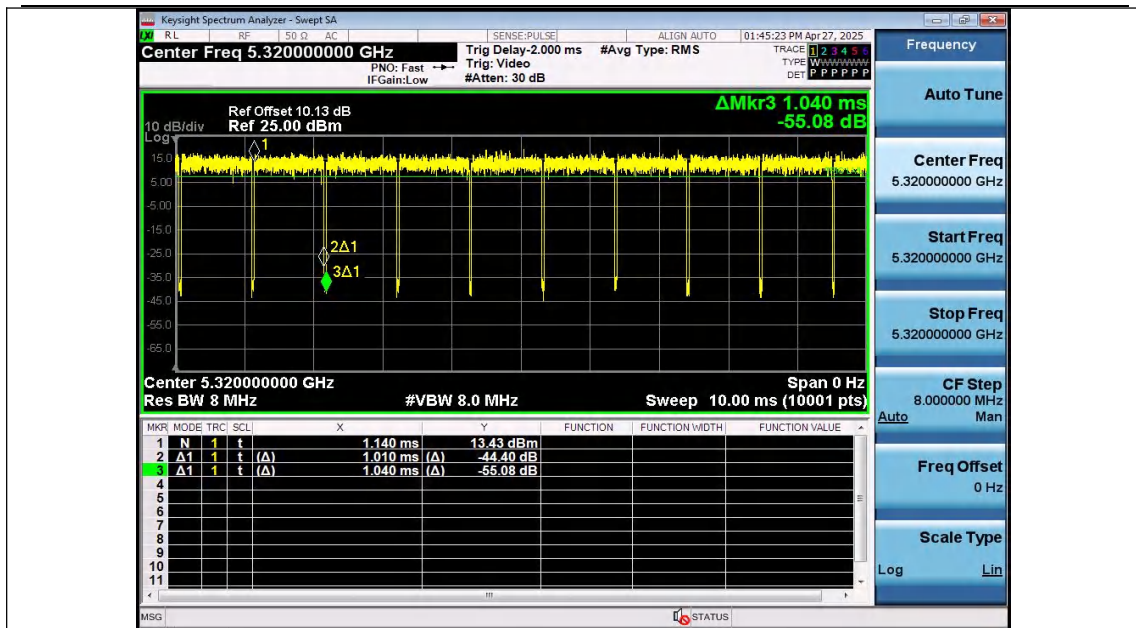 Keysight Spectrum Analyzer - Swept SA
LXI RL RF 50 Ω AC SENSE:PULSE ALIGN AUTO 01:45:23 PM Apr 27, 2025
Center Freq 5.320000000 GHz
PNO: Fast
IFGain:Low
Trig Delay-2.000 ms
Trig: Video
#Atten: 30 dB
#Avg Type: RMS
TRACE 1 2 3 4 5 6
TYPE WWWWWW
DET P P P P P P
Ref Offset 10.13 dB
10 dB/div Ref 25.00 dBm
Log
ΔMkr3 1.040 ms
-55.08 dB
1
15.0
5.00
-5.00
-15.0
-25.0
2Δ1
-35.0
3Δ1
-45.0
-55.0
-65.0
Center 5.320000000 GHz Span 0 Hz
Res BW 8 MHz #VBW 8.0 MHz Sweep 10.00 ms (10001 pts)
MKR MODE TRC SCL X Y FUNCTION FUNCTION WIDTH FUNCTION VALUE
1 N 1 t 1.140 ms 13.43 dBm
2 Δ1 1 t (Δ) 1.010 ms (Δ) -44.40 dB
3 Δ1 1 t (Δ) 1.040 ms (Δ) -55.08 dB
4
5
6
7
8
9
10
11
MSG STATUS
Frequency
Auto Tune
Center Freq
5.320000000 GHz
Start Freq
5.320000000 GHz
Stop Freq
5.320000000 GHz
CF Step
8.000000 MHz
Auto Man
Freq Offset
0 Hz
Scale Type
Log Lin